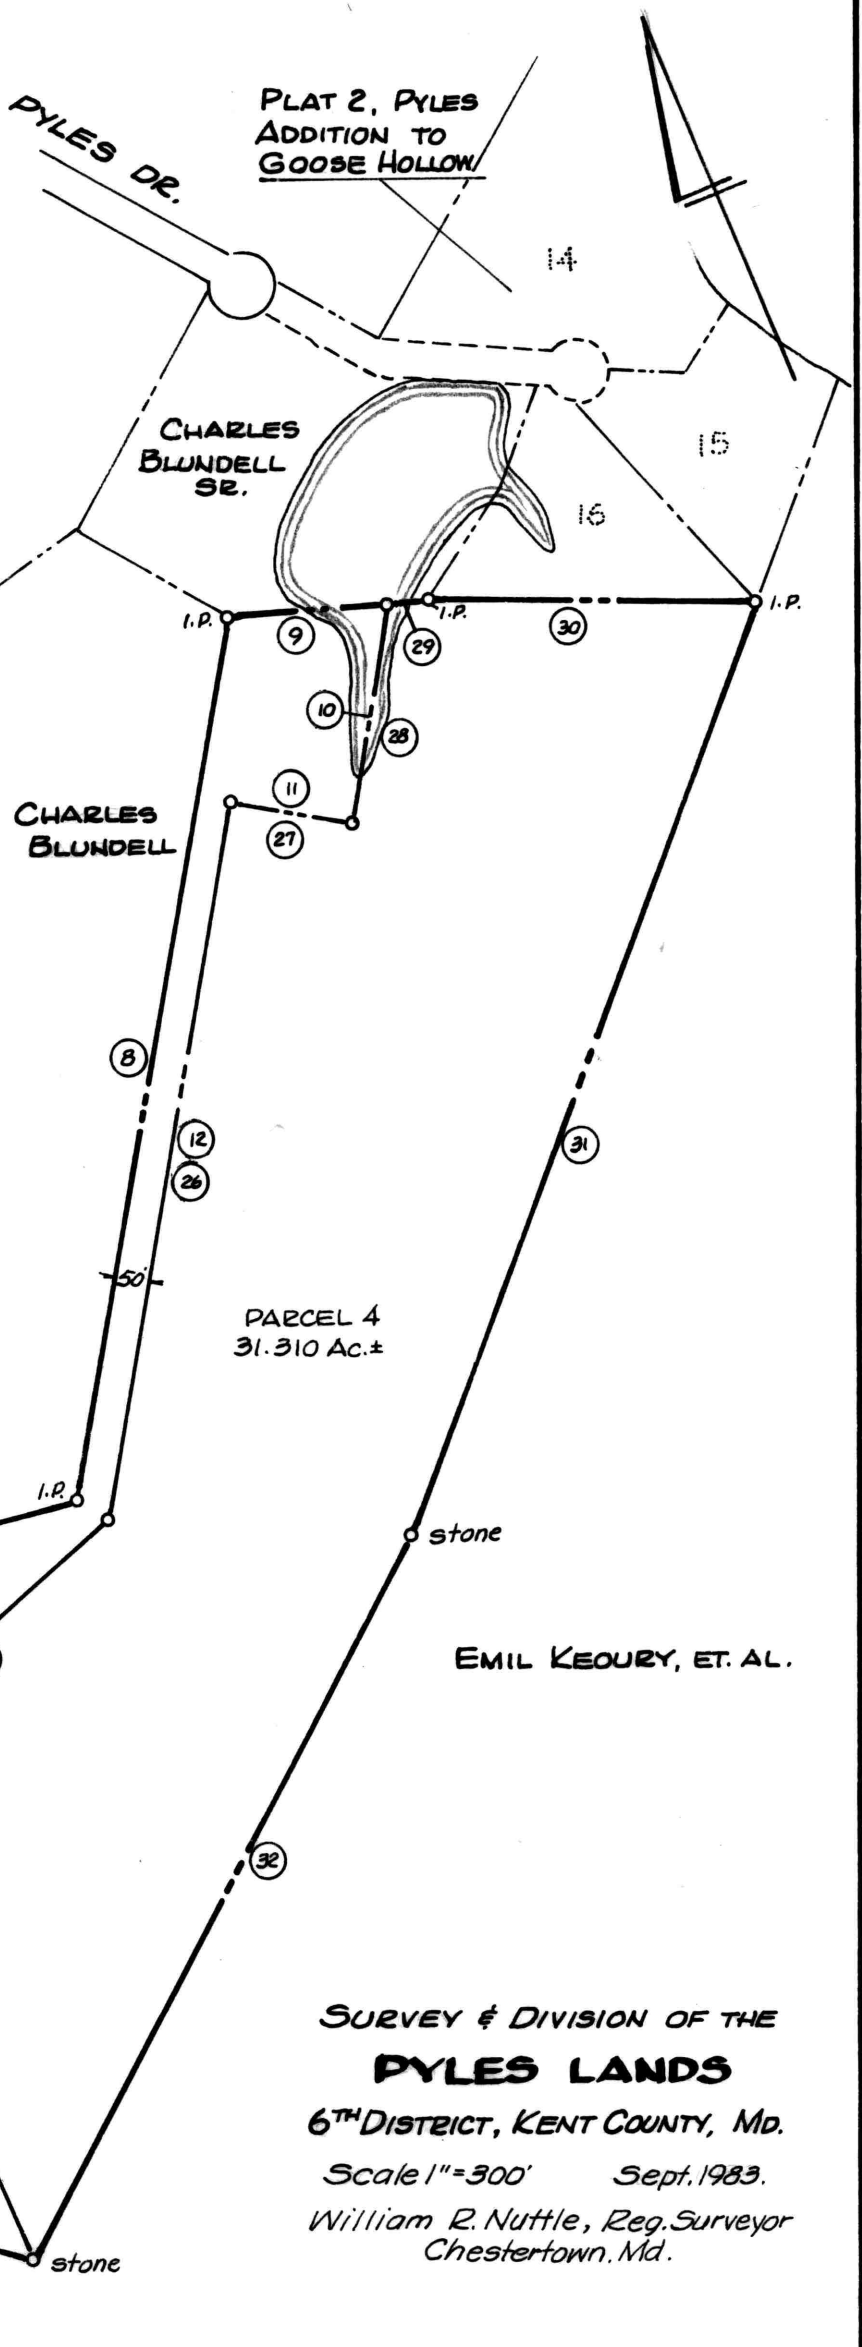 PYLES DR.
PLAT 2, PYLES
ADDITION TO
GOOSE HOLLOW
14
CHARLES
BLUNDELL
SR.
15
16
I.P.
9
29
I.P.
30
I.P.
10
28
11
27
CHARLES
BLUNDELL
8
12
26
50'
31
PARCEL 4
31.310 AC.±
I.P.
stone
EMIL KEOURY, ET. AL.
32
SURVEY & DIVISION OF THE
PYLES LANDS
6TH DISTRICT, KENT COUNTY, MD.
Scale 1"=300' Sept. 1983.
William R. Nuttle, Reg. Surveyor
Chestertown, Md.
stone